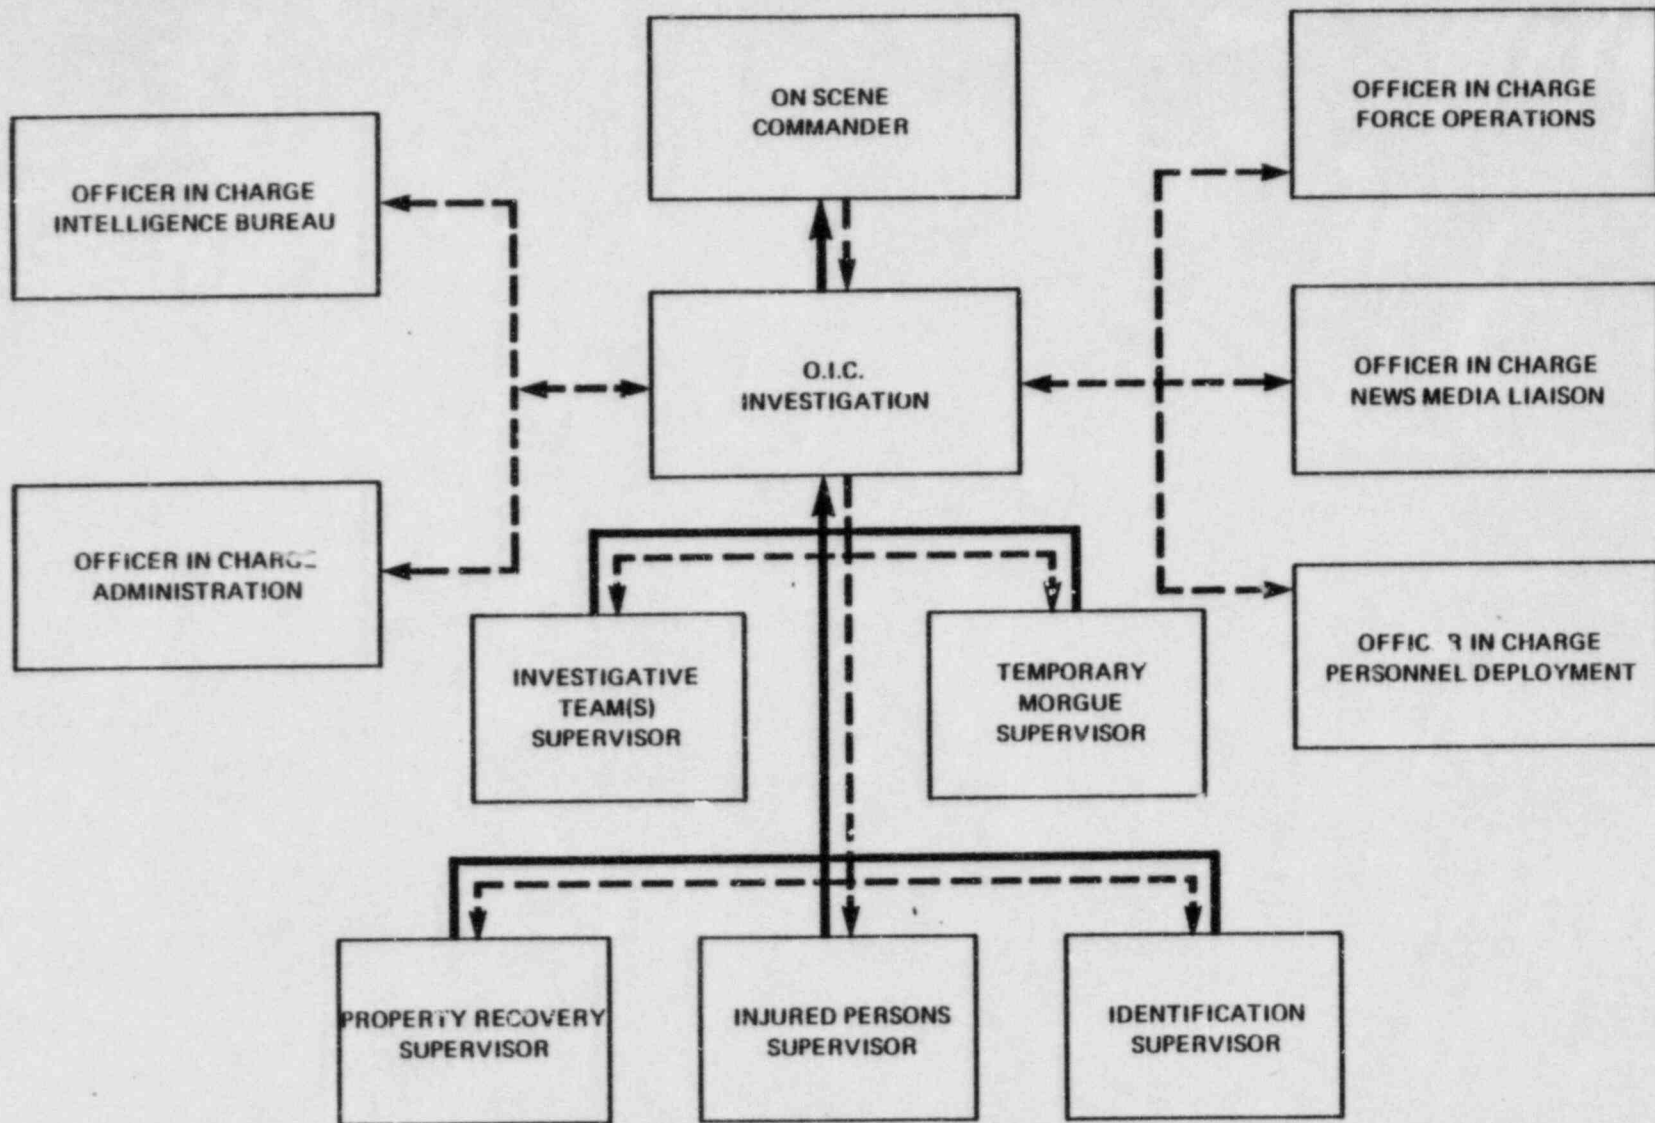 ON SCENE
COMMANDER
OFFICER IN CHARGE
FORCE OPERATIONS
OFFICER IN CHARGE
INTELLIGENCE BUREAU
O.I.C.
INVESTIGATION
OFFICER IN CHARGE
NEWS MEDIA LIAISON
OFFICER IN CHARGE
ADMINISTRATION
OFFICER IN CHARGE
PERSONNEL DEPLOYMENT
INVESTIGATIVE
TEAM(S)
SUPERVISOR
TEMPORARY
MORGUE
SUPERVISOR
PROPERTY RECOVERY
SUPERVISOR
INJURED PERSONS
SUPERVISOR
IDENTIFICATION
SUPERVISOR